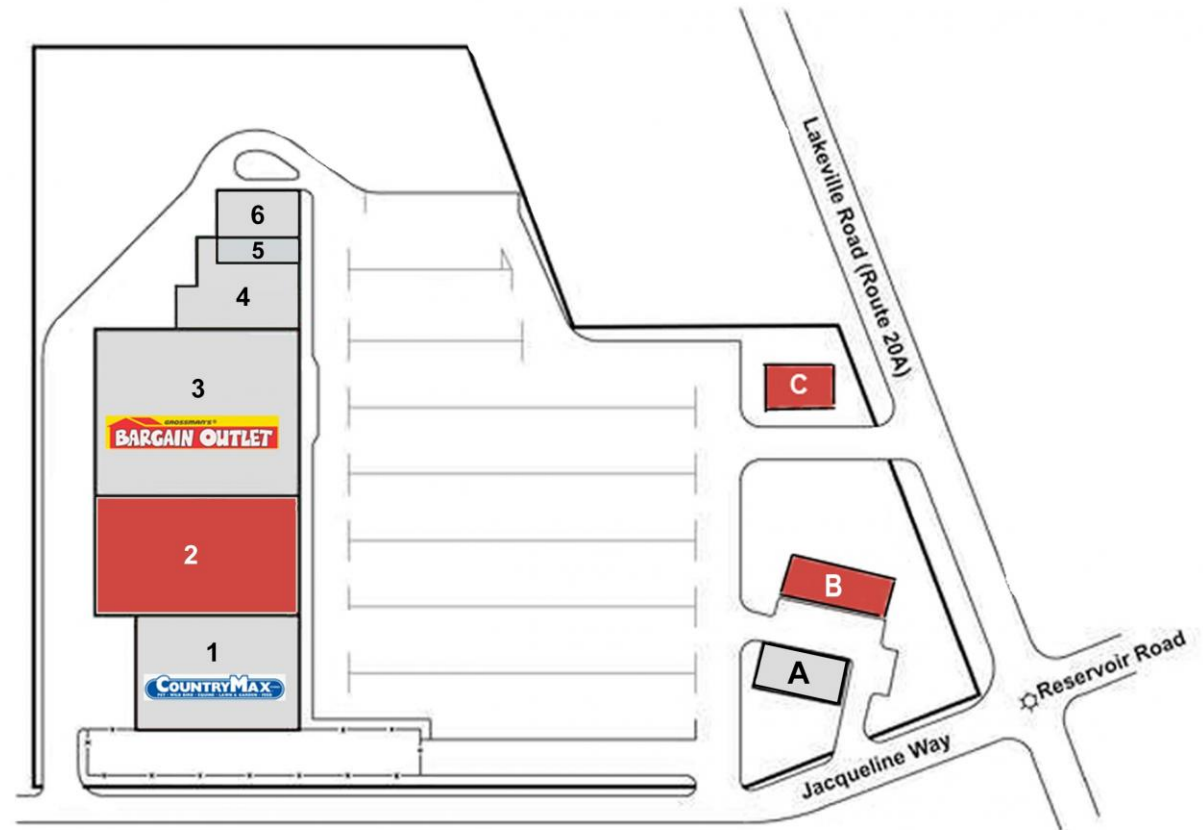 Lakeville Road (Route 20A)
6
5
4
3
GROSSMAN'S
BARGAIN OUTLET
C
2
B
1
COUNTRYMAX
A
Reservoir Road
Jacqueline Way